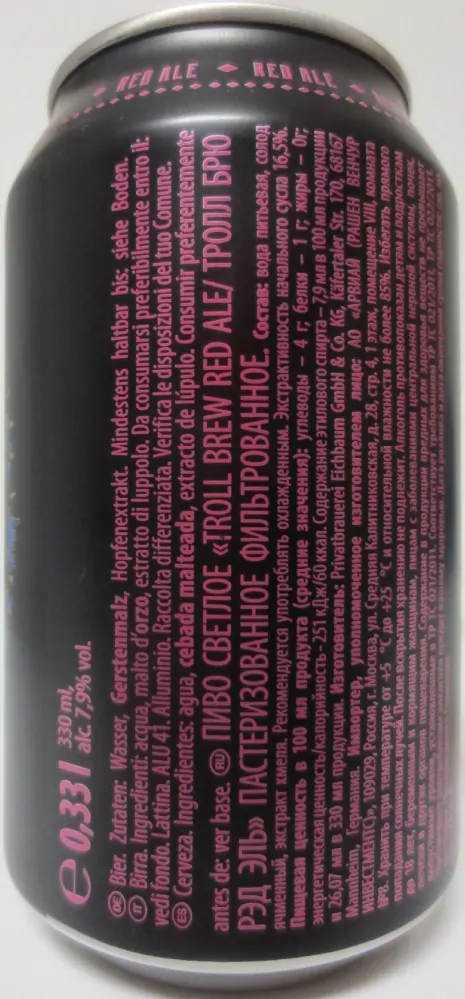 RED ALE ◆ RED ALE
℮ 0,33 l 330 ml,
alc. 7,9% vol.
DE Bier. Zutaten: Wasser, Gerstenmalz, Hopfenextrakt. Mindestens haltbar bis: siehe Boden.
IT Birra. Ingredienti: acqua, malto d'orzo, estratto di luppolo. Da consumarsi preferibilmente entro il:
vedi fondo. Lattina. ALU 41. Alluminio. Raccolta differenziata. Verifica le disposizioni del tuo Comune.
ES Cerveza. Ingredientes: agua, cebada malteada, extracto de lúpulo. Consumir preferentemente
antes de: ver base. RU ПИВО СВЕТЛОЕ «TROLL BREW RED ALE/ ТРОЛЛ БРЮ
РЭД ЭЛЬ» ПАСТЕРИЗОВАННОЕ ФИЛЬТРОВАННОЕ. Состав: вода питьевая, солод
ячменный, экстракт хмеля. Рекомендуется употреблять охлажденным. Экстрактивность начального сусла 16,5%.
Пищевая ценность в 100 мл продукта (средние значения): углеводы – 4 г; белки – 1 г; жиры – 0г;
энергетическая ценность/калорийность - 251 кДж/60 ккал. Содержание этилового спирта – 7,9 мл в 100 мл продукции
и 26,07 мл в 330 мл продукции. Изготовитель: Privatbrauerei Eichbaum GmbH & Co. KG, Käfertaler Str. 170, 68167
Mannheim, Германия. Импортер, уполномоченное изготовителем лицо: АО «АРВИАЙ (РАШЕН ВЕНЧУР
ИНВЕСТМЕНТС)», 109029, Россия, г. Москва, ул. Средняя Калитниковская, д. 28, стр. 4, 1 этаж, помещение VIII, комната
№8. Хранить при температуре от +5 °С до +25 °С и относительной влажности не более 85%. Избегать прямого
попадания солнечных лучей. После вскрытия хранению не подлежит. Алкоголь противопоказан детям и подросткам
до 18 лет, беременным и кормящим женщинам, лицам с заболеваниями центральной нервной системы, почек,
печени и других органов пищеварения.